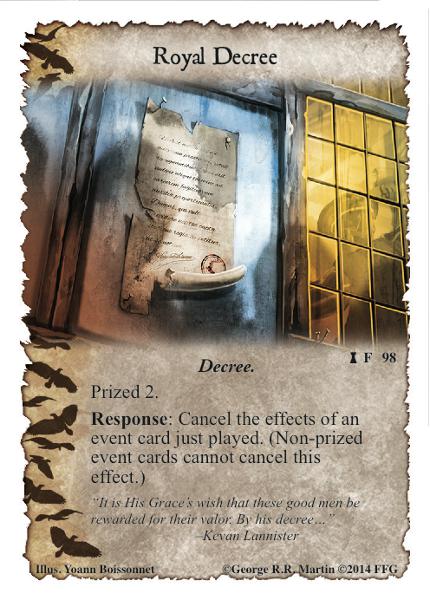 Royal Decree
F 98
Decree.
Prized 2.
Response: Cancel the effects of an
event card just played. (Non-prized
event cards cannot cancel this
effect.)
"It is His Grace's wish that these good men be
rewarded for their valor. By his decree…"
–Kevan Lannister
Illus. Yoann Boissonnet ©George R.R. Martin ©2014 FFG